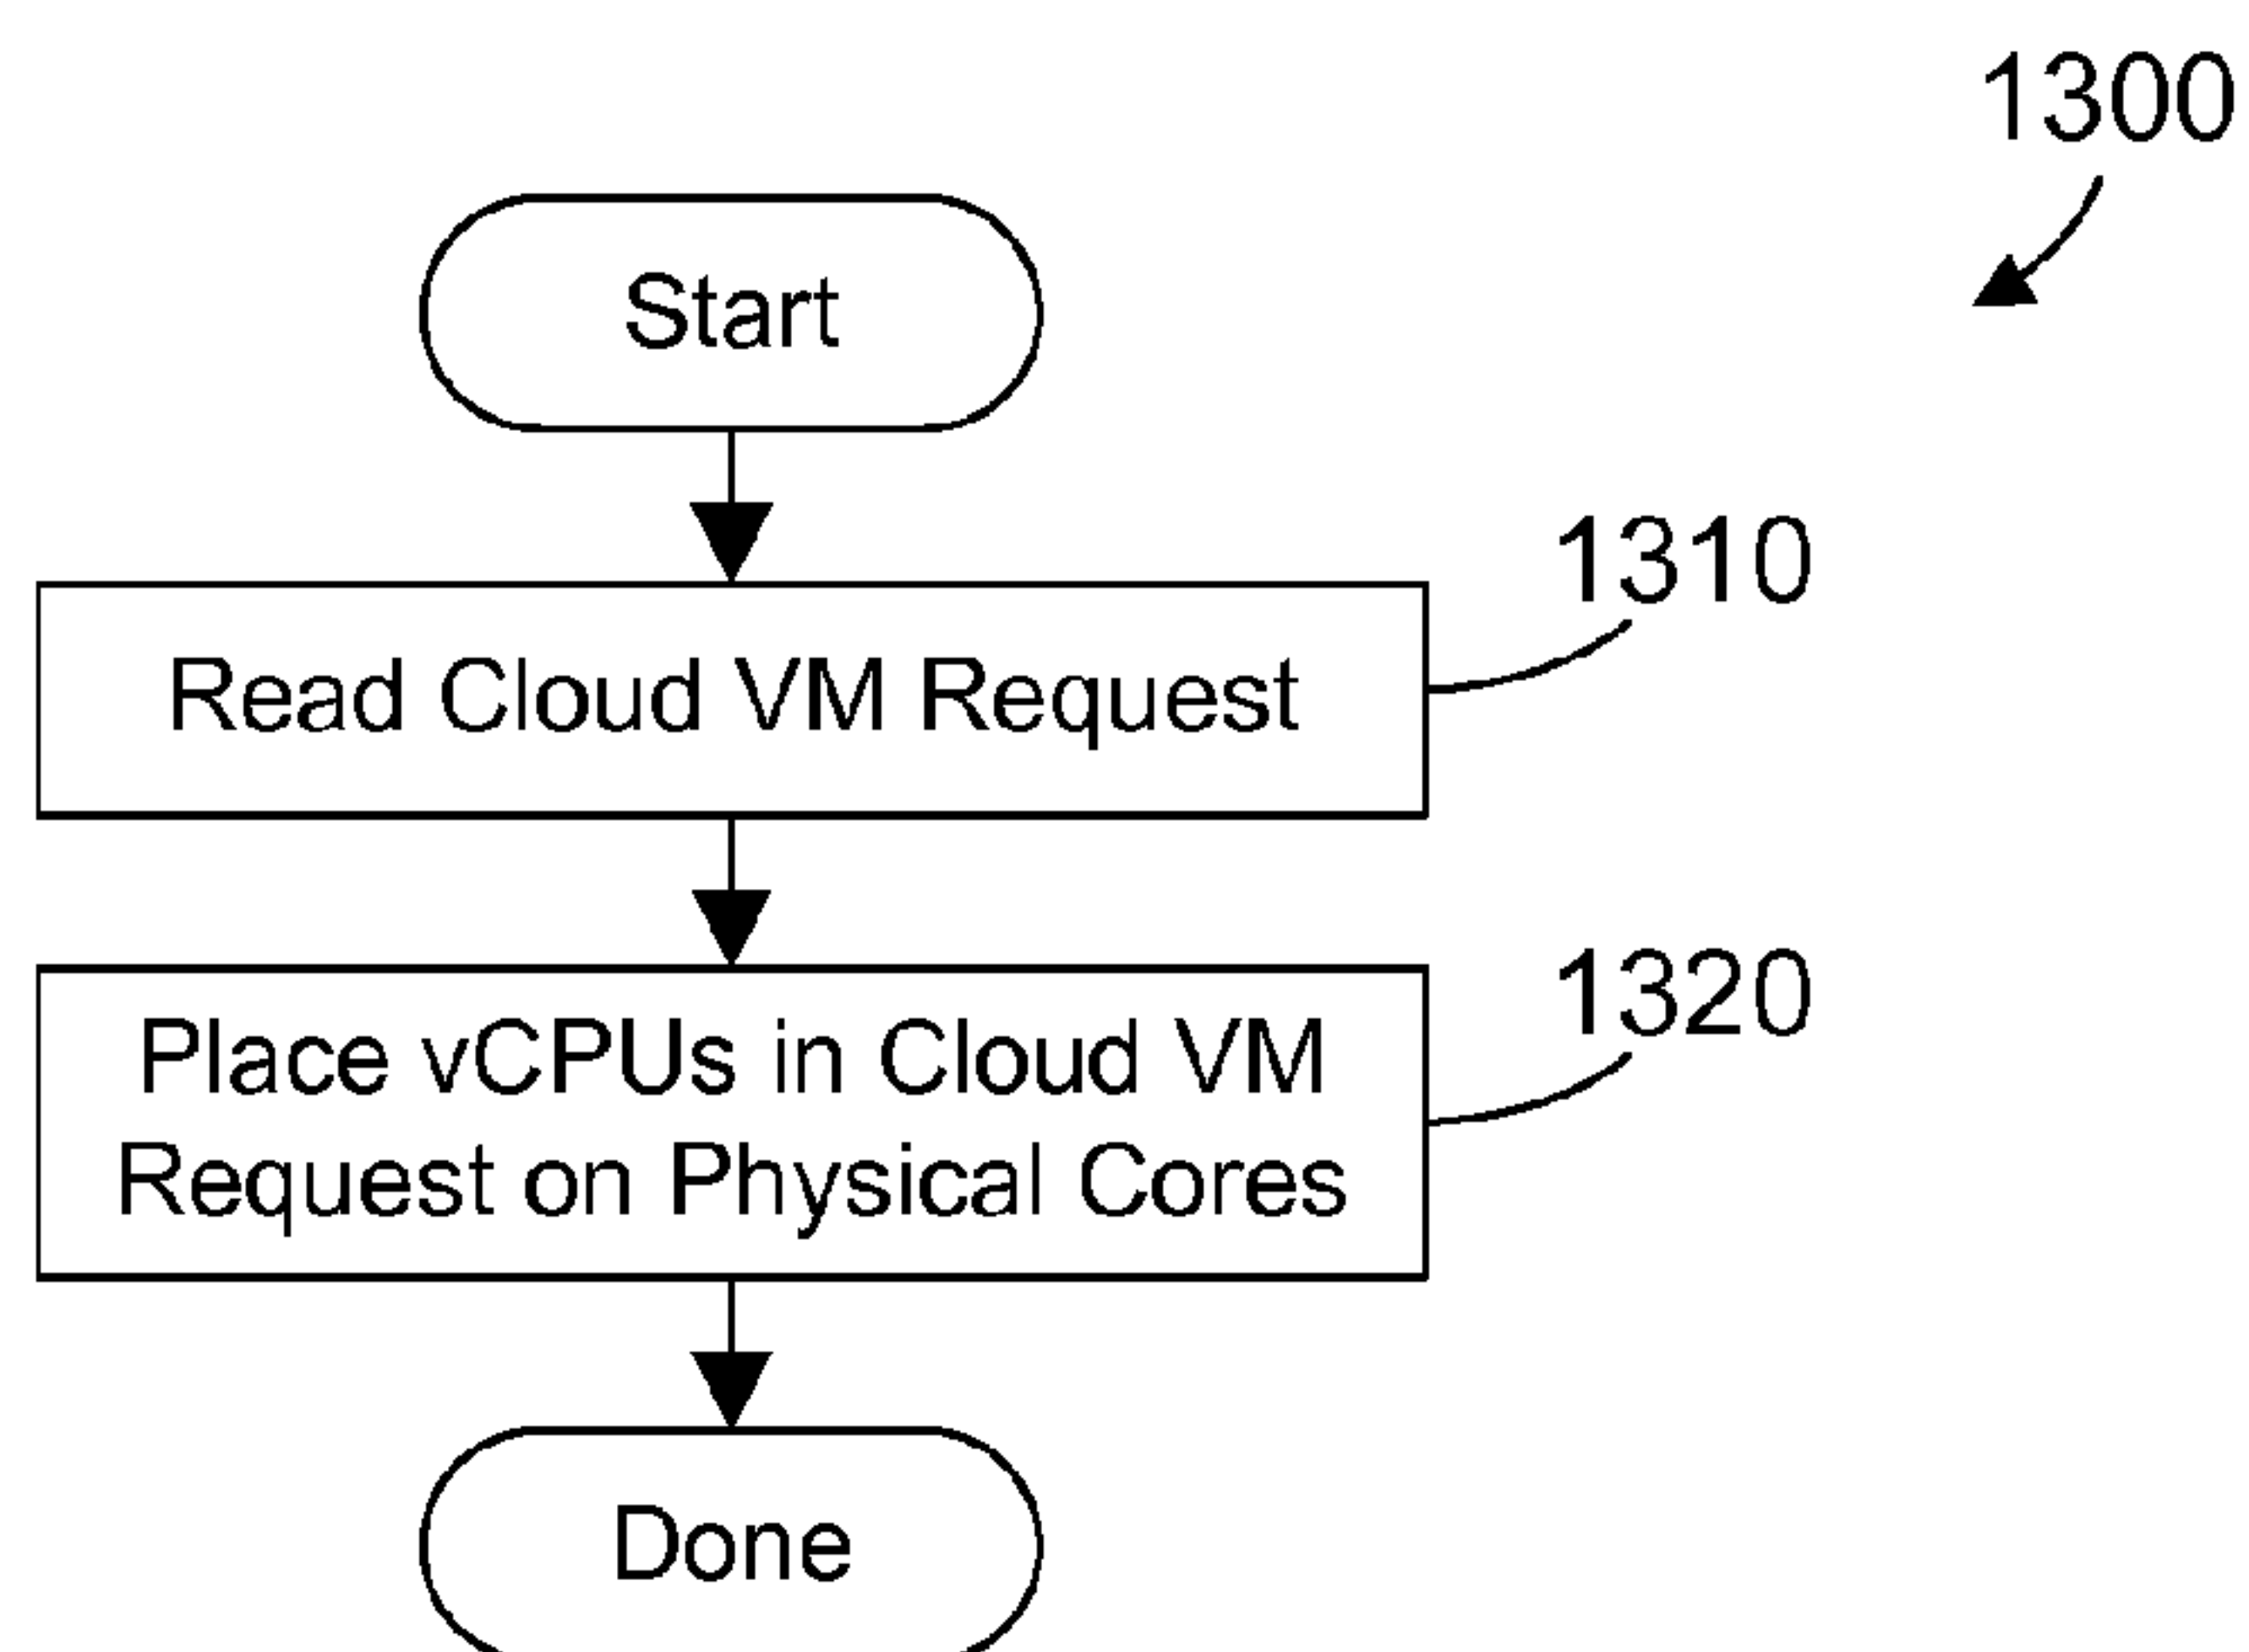 1300
Start
1310
Read Cloud VM Request
1320
Place vCPUs in Cloud VM
Request on Physical Cores
Done